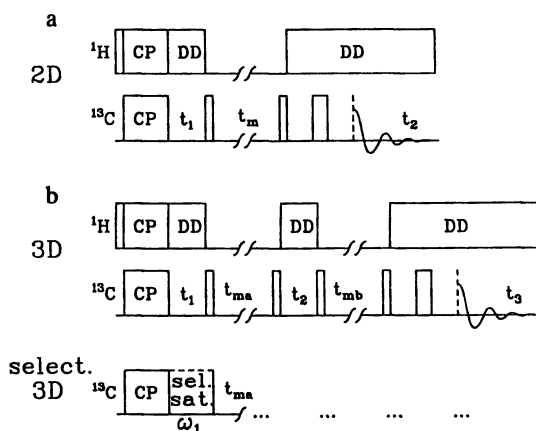 a
¹H CP DD DD
2D
¹³C CP t₁ tₘ t₂
b
¹H CP DD DD DD
3D
¹³C CP t₁ tₘₐ t₂ t_mb t₃
select.
3D ¹³C CP sel. sat. tₘₐ ... ... ... ...
ω₁